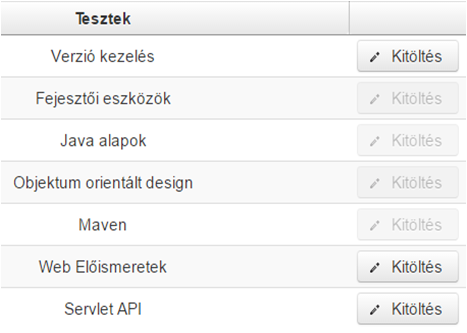 Tesztek
Verzió kezelés Kitöltés
Fejesztői eszközök Kitöltés
Java alapok Kitöltés
Objektum orientált design Kitöltés
Maven Kitöltés
Web Előismeretek Kitöltés
Servlet API Kitöltés